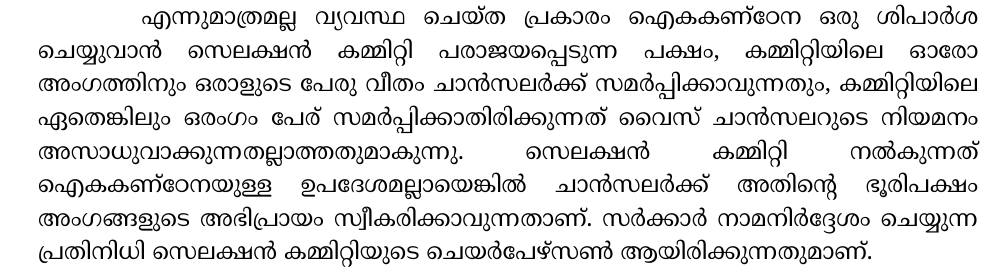 എന്നുമാത്രമല്ല വ്യവസ്ഥ ചെയ്ത പ്രകാരം ഐകകണ്ഠേന ഒരു ശിപാർശ
ചെയ്യുവാൻ സെലക്ഷൻ കമ്മിറ്റി പരാജയപ്പെടുന്ന പക്ഷം, കമ്മിറ്റിയിലെ ഓരോ
അംഗത്തിനും ഒരാളുടെ പേരു വീതം ചാൻസലർക്ക് സമർപ്പിക്കാവുന്നതും, കമ്മിറ്റിയിലെ
ഏതെങ്കിലും ഒരംഗം പേര് സമർപ്പിക്കാതിരിക്കുന്നത് വൈസ് ചാൻസലറുടെ നിയമനം
അസാധുവാക്കുന്നതല്ലാത്തതുമാകുന്നു. സെലക്ഷൻ കമ്മിറ്റി നൽകുന്നത്
ഐകകണ്ഠേനയുള്ള ഉപദേശമല്ലായെങ്കിൽ ചാൻസലർക്ക് അതിന്റെ ഭൂരിപക്ഷം
അംഗങ്ങളുടെ അഭിപ്രായം സ്വീകരിക്കാവുന്നതാണ്. സർക്കാർ നാമനിർദ്ദേശം ചെയ്യുന്ന
പ്രതിനിധി സെലക്ഷൻ കമ്മിറ്റിയുടെ ചെയർപേഴ്സൺ ആയിരിക്കുന്നതുമാണ്.